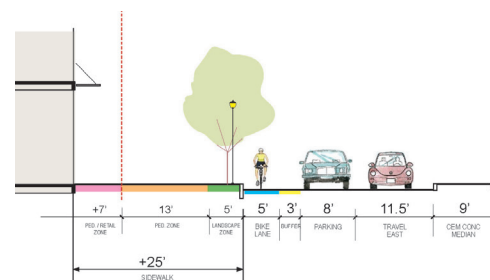 +7' 13' 5' 5' 3' 8' 11.5' 9'
PED. / RETAIL ZONE
PED. ZONE
LANDSCAPE ZONE
BIKE LANE
BUFFER
PARKING
TRAVEL EAST
CEM CONC MEDIAN
+25'
SIDEWALK